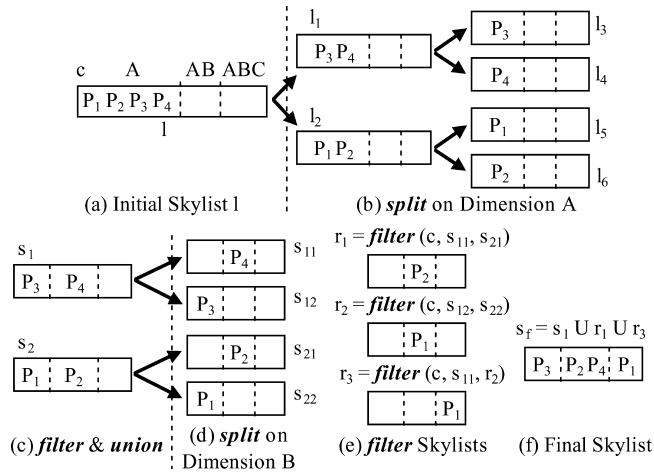 c A AB ABC
P1 P2 P3 P4
l
(a) Initial Skylist l
l1
P3 P4
l2
P1 P2
P3
l3
P4
l4
P1
l5
P2
l6
(b) split on Dimension A
s1
P3 P4
s2
P1 P2
(c) filter & union
P4
s11
P3
s12
P2
s21
P1
s22
(d) split on
Dimension B
r1 = filter (c, s11, s21)
P2
r2 = filter (c, s12, s22)
P1
r3 = filter (c, s11, r2)
P1
(e) filter Skylists
sf = s1 U r1 U r3
P3 P2 P4 P1
(f) Final Skylist